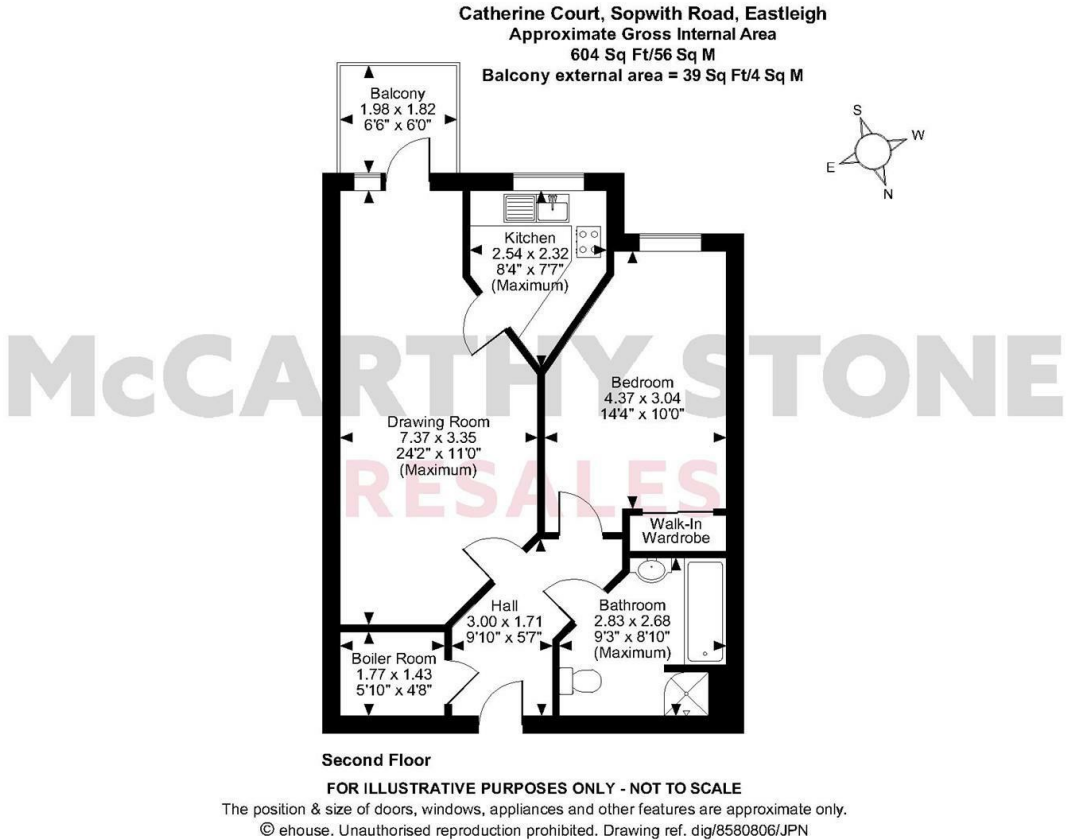 Catherine Court, Sopwith Road, Eastleigh
Approximate Gross Internal Area
604 Sq Ft/56 Sq M
Balcony external area = 39 Sq Ft/4 Sq M
Balcony
1.98 x 1.82
6'6" x 6'0"
S
W
E
N
Kitchen
2.54 x 2.32
8'4" x 7'7"
(Maximum)
McCARTHY STONE
RESALES
Bedroom
4.37 x 3.04
14'4" x 10'0"
Drawing Room
7.37 x 3.35
24'2" x 11'0"
(Maximum)
Walk-In
Wardrobe
Hall
3.00 x 1.71
9'10" x 5'7"
Bathroom
2.83 x 2.68
9'3" x 8'10"
(Maximum)
Boiler Room
1.77 x 1.43
5'10" x 4'8"
Second Floor
FOR ILLUSTRATIVE PURPOSES ONLY - NOT TO SCALE
The position & size of doors, windows, appliances and other features are approximate only.
© ehouse. Unauthorised reproduction prohibited. Drawing ref. dig/8580806/JPN